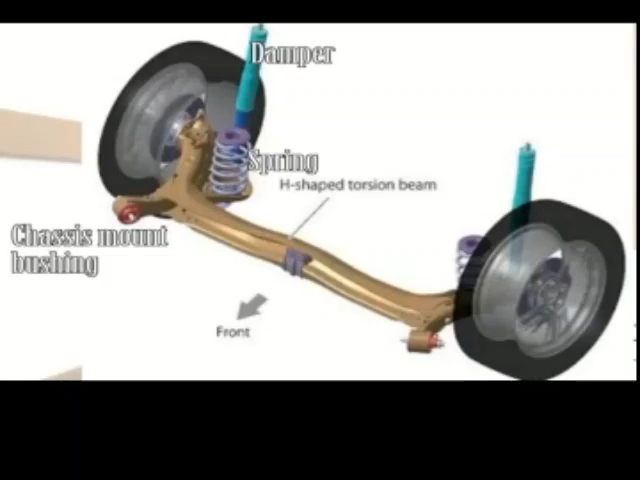 Damper
Spring
H-shaped torsion beam
Chassis mount
bushing
Front